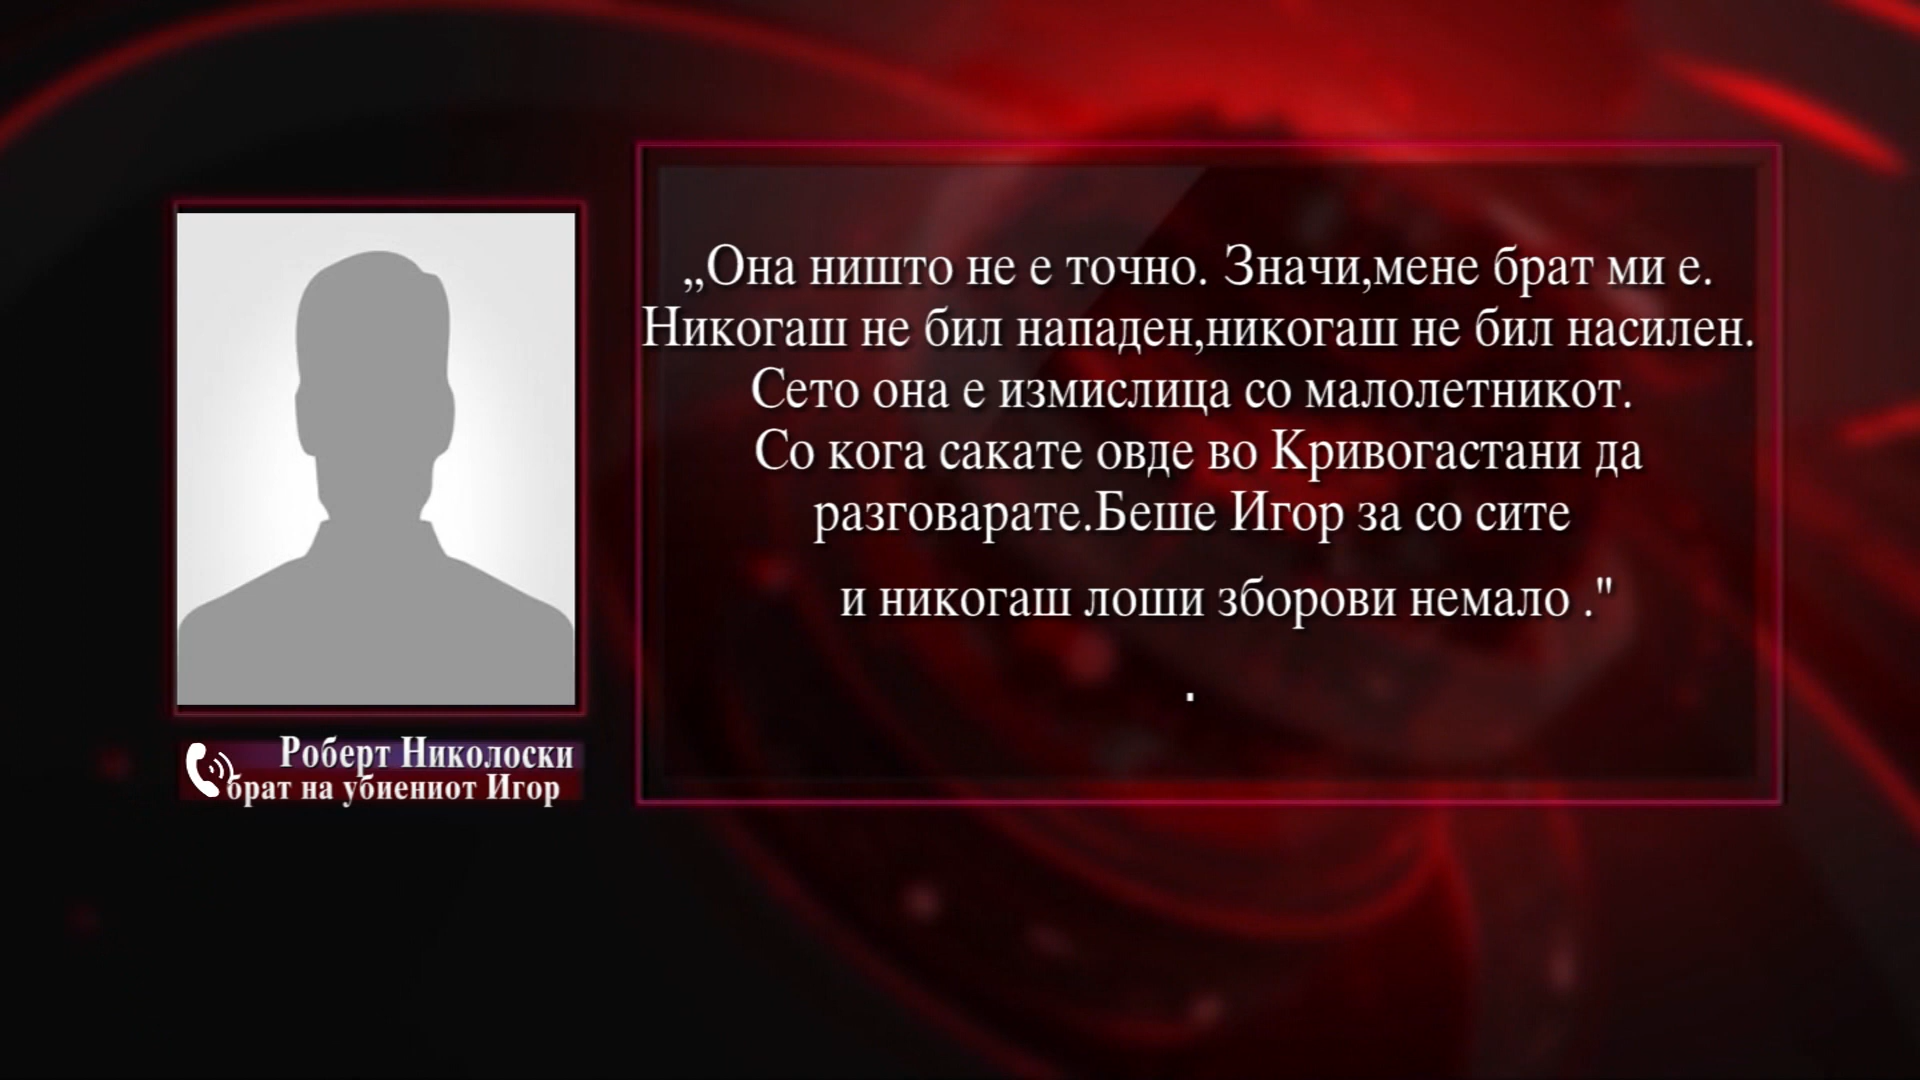 „Она ништо не е точно. Значи,мене брат ми е.
Никогаш не бил нападен,никогаш не бил насилен.
Сето она е измислица со малолетникот.
Со кога сакате овде во Кривогастани да
разговарате.Беше Игор за со сите
и никогаш лоши зборови немало ."
.
Роберт Николоски
брат на убиениот Игор